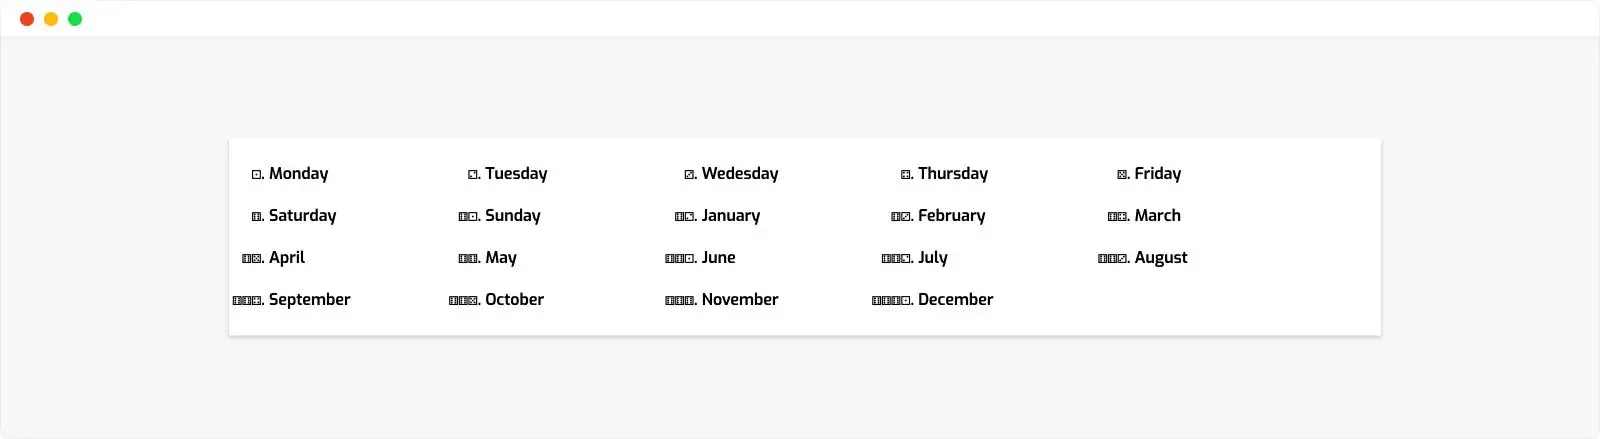 ⚀. Monday ⚁. Tuesday ⚂. Wedesday ⚃. Thursday ⚄. Friday
⚅. Saturday ⚅⚀. Sunday ⚅⚁. January ⚅⚂. February ⚅⚃. March
⚅⚄. April ⚅⚅. May ⚅⚅⚀. June ⚅⚅⚁. July ⚅⚅⚂. August
⚅⚅⚃. September ⚅⚅⚄. October ⚅⚅⚅. November ⚅⚅⚅⚀. December